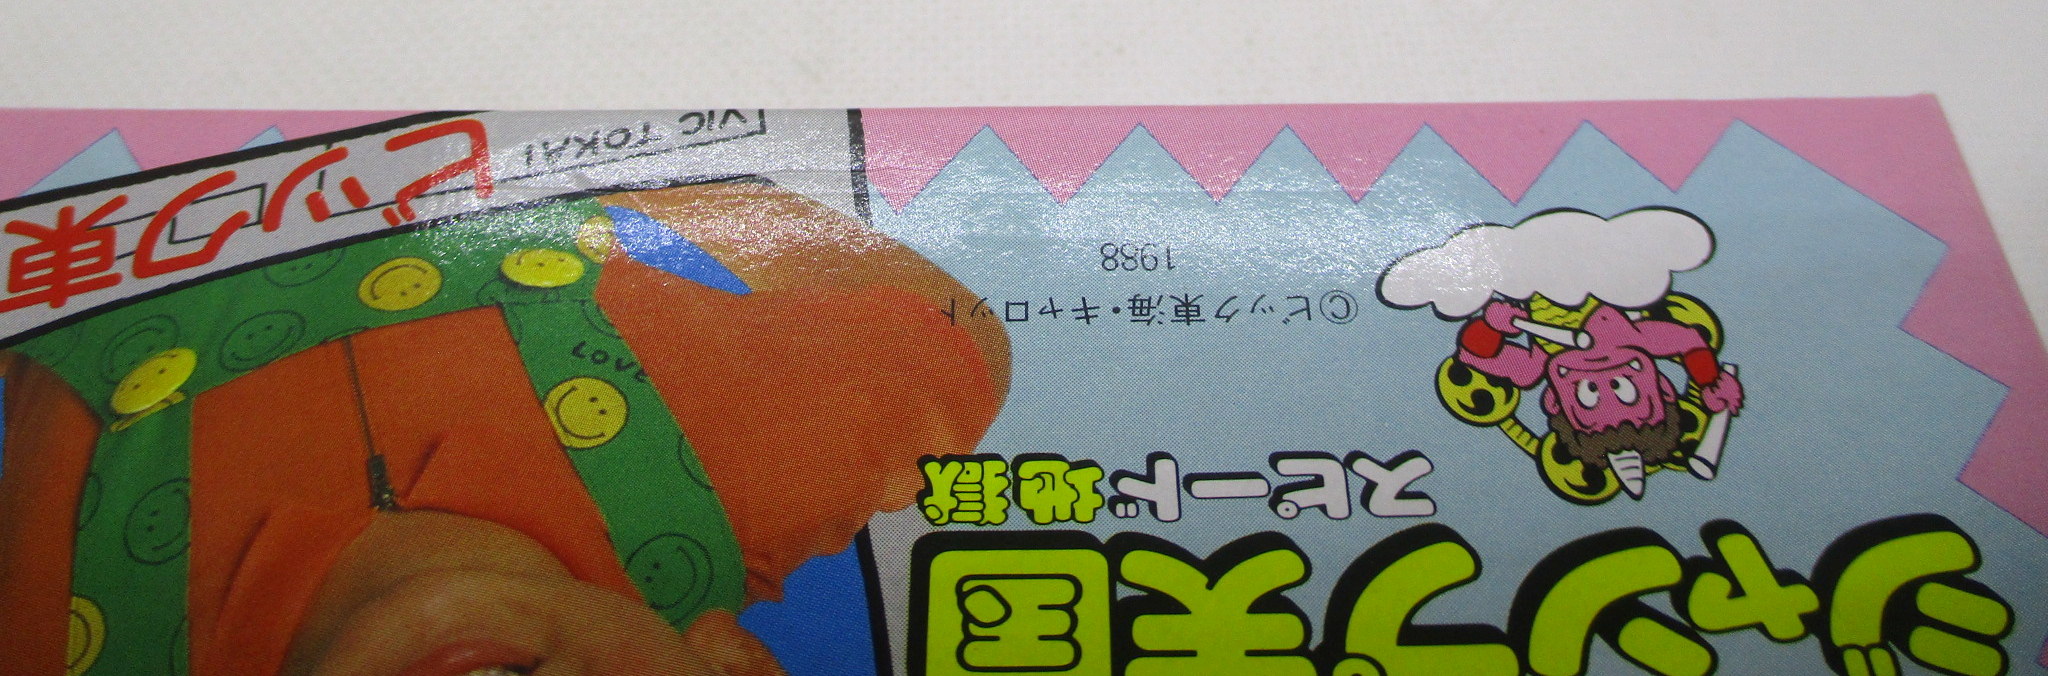 ジャンプ天国
スピード地獄
©ビック東海・キャロット
1988
ビック東
VIC TOKAI